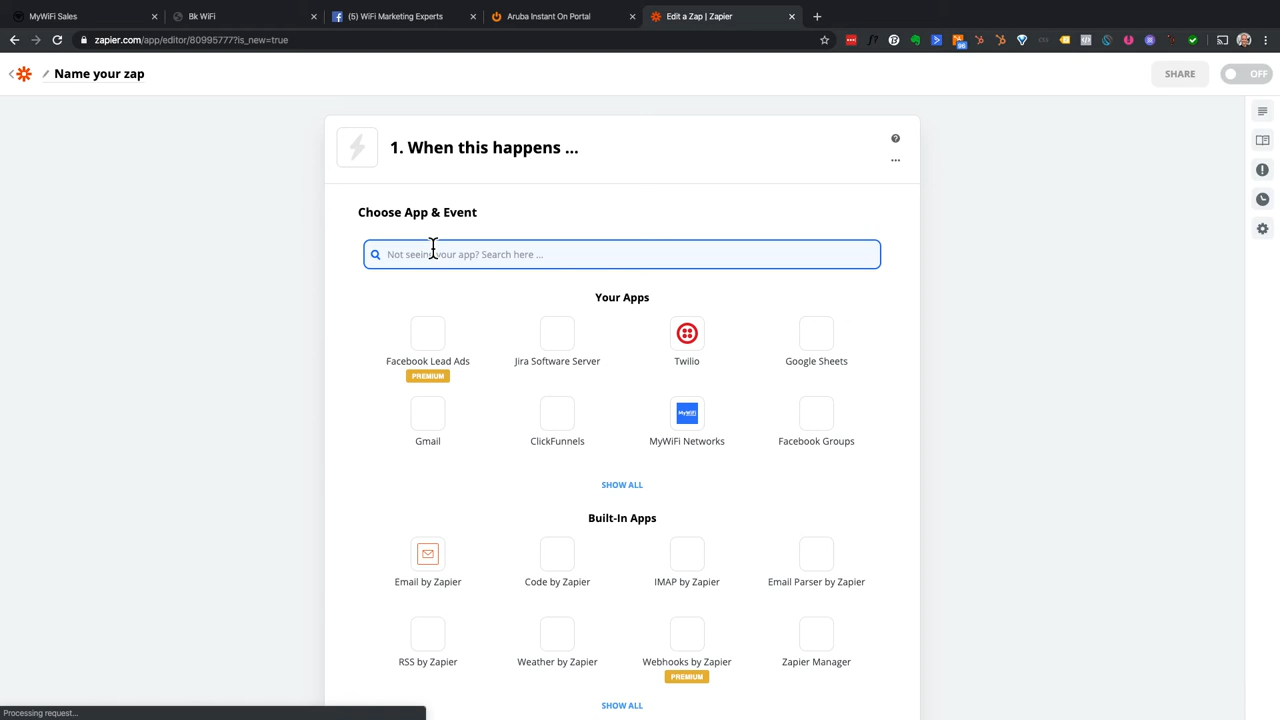 MyWiFi Sales
Bk WiFi
(5) WiFi Marketing Experts
Aruba Instant On Portal
Edit a Zap | Zapier
zapier.com/app/editor/80995777?is_new=true
Name your zap
SHARE
OFF
1. When this happens ...
Choose App & Event
Not seeing your app? Search here ...
Your Apps
Facebook Lead Ads
PREMIUM
Jira Software Server
Twilio
Google Sheets
Gmail
ClickFunnels
MyWiFi
MyWiFi Networks
Facebook Groups
SHOW ALL
Built-In Apps
Email by Zapier
Code by Zapier
IMAP by Zapier
Email Parser by Zapier
RSS by Zapier
Weather by Zapier
Webhooks by Zapier
PREMIUM
Zapier Manager
SHOW ALL
Processing request...